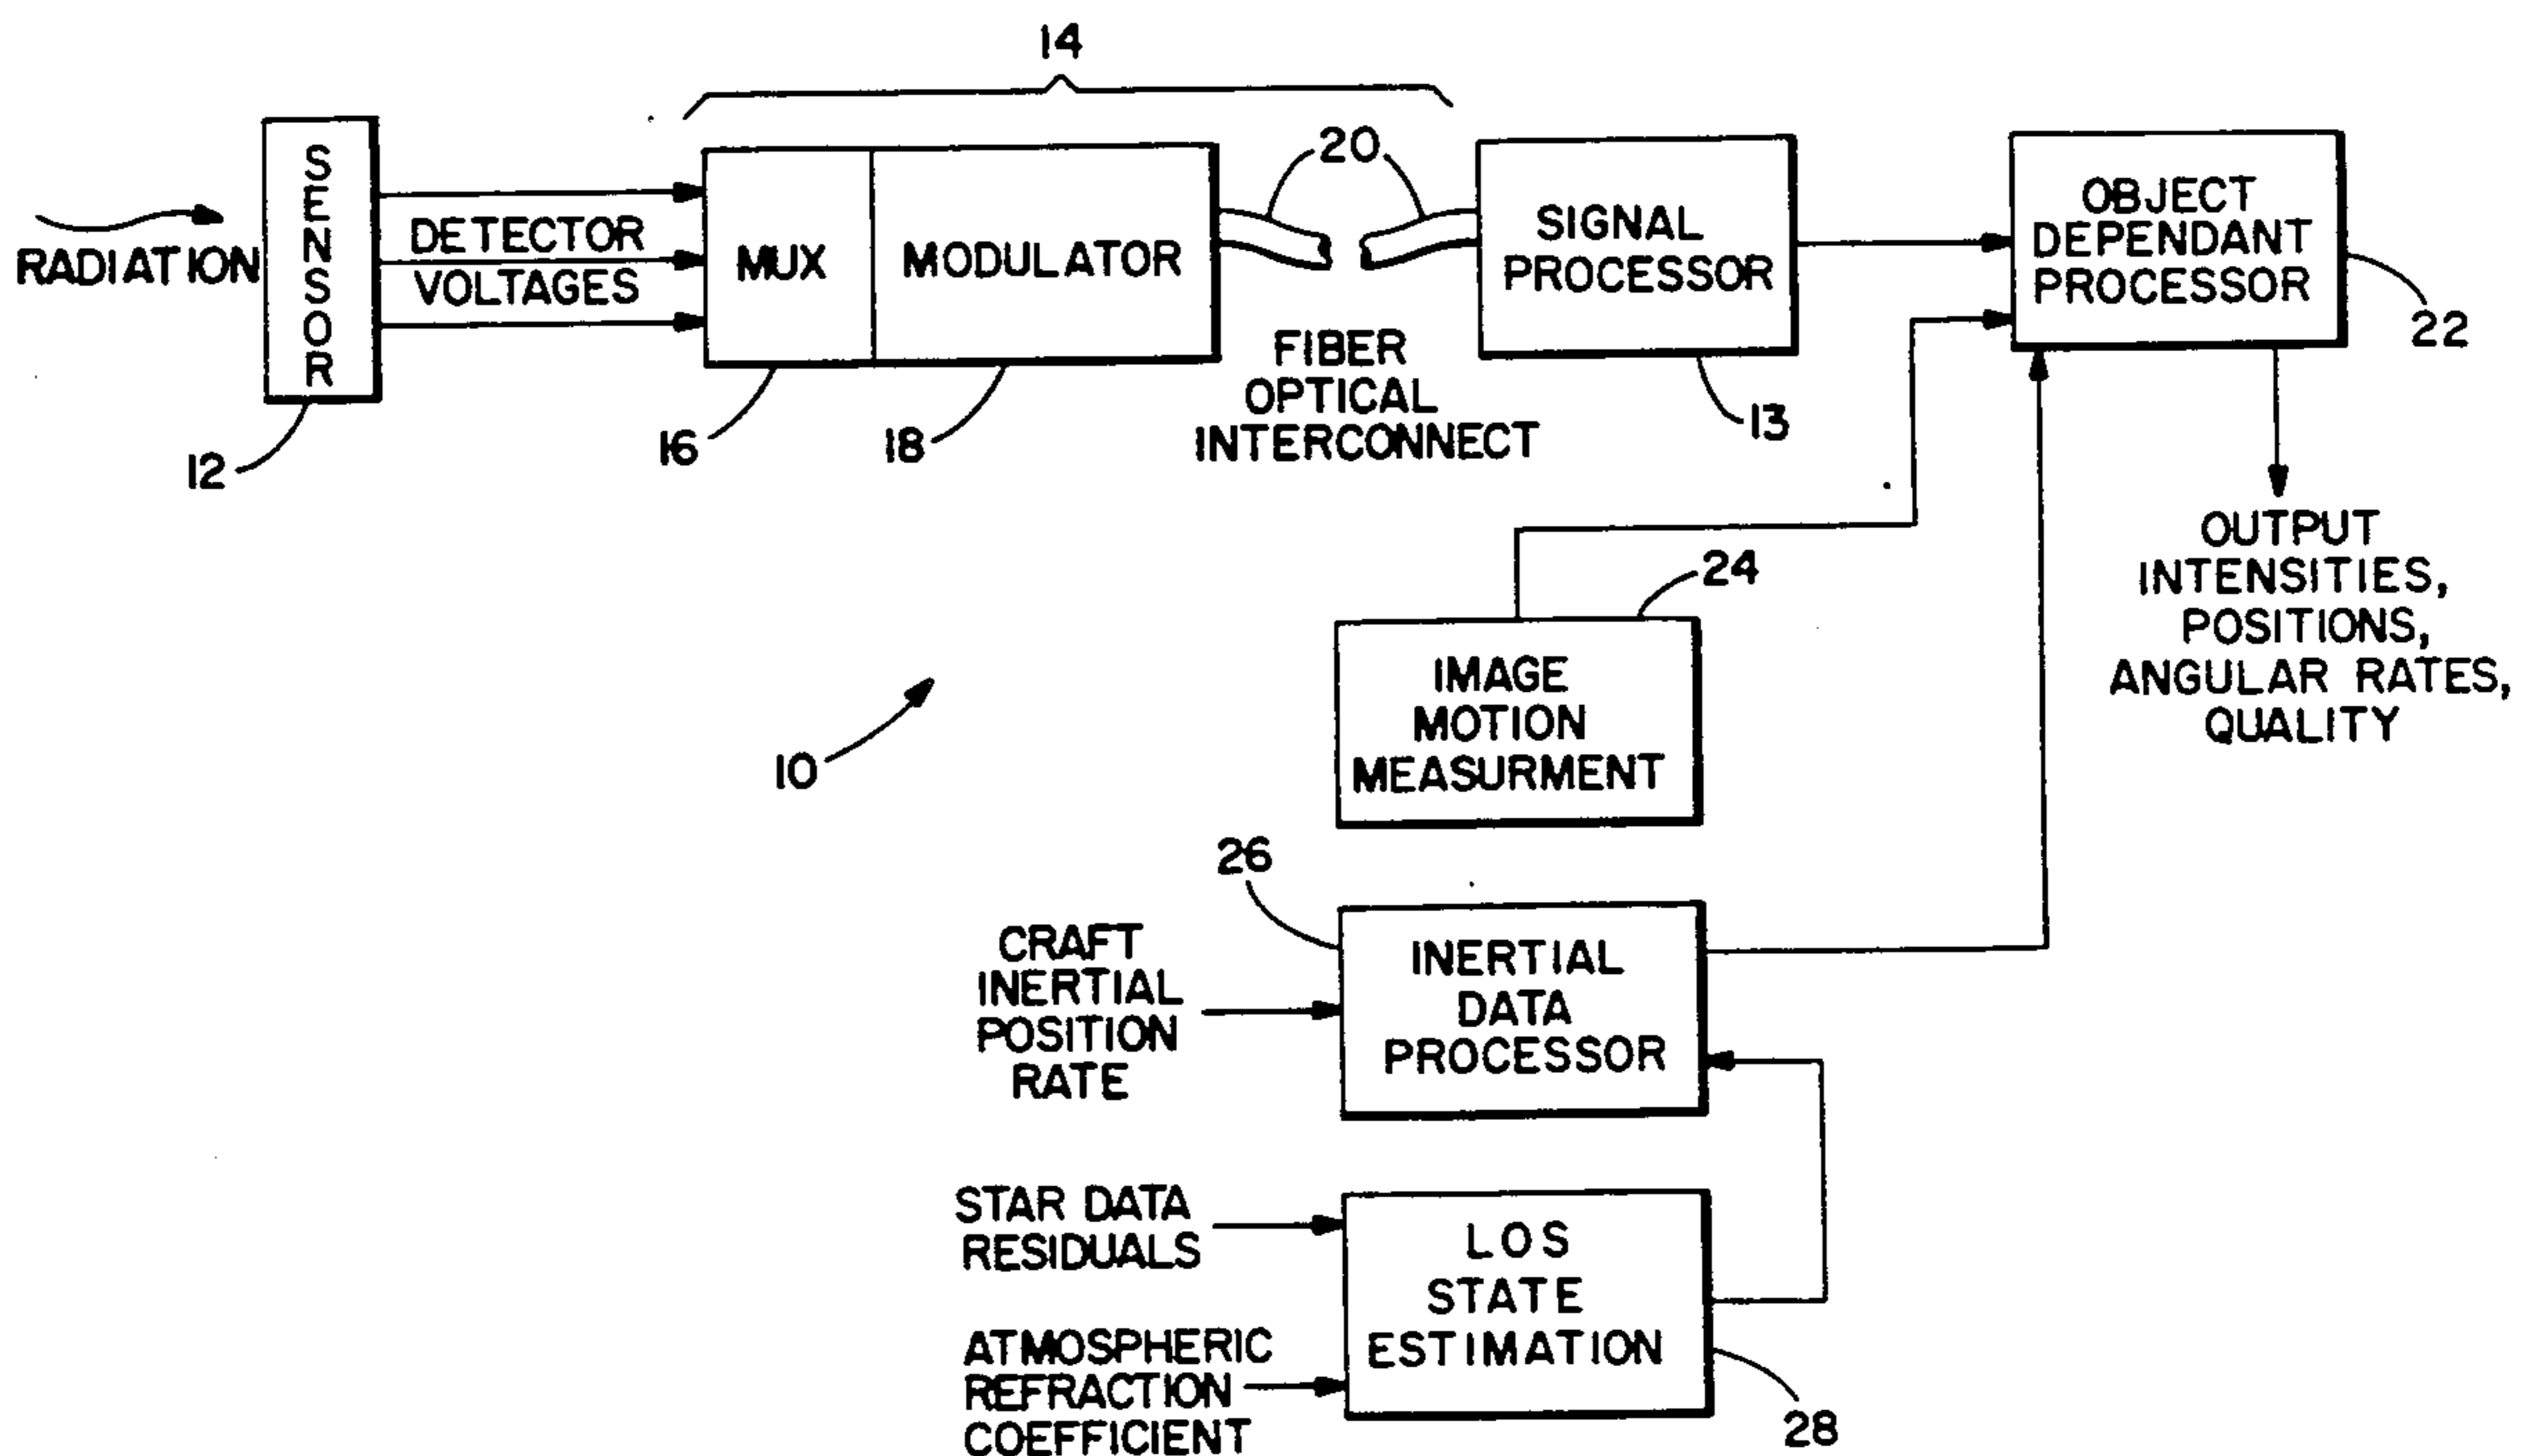 14
SENSOR
RADIATION
DETECTOR
VOLTAGES
MUX
MODULATOR
20
SIGNAL
PROCESSOR
OBJECT
DEPENDANT
PROCESSOR
12
16
18
FIBER
OPTICAL
INTERCONNECT
13
22
OUTPUT
INTENSITIES,
POSITIONS,
ANGULAR RATES,
QUALITY
24
IMAGE
MOTION
MEASURMENT
10
26
CRAFT
INERTIAL
POSITION
RATE
INERTIAL
DATA
PROCESSOR
STAR DATA
RESIDUALS
ATMOSPHERIC
REFRACTION
COEFFICIENT
LOS
STATE
ESTIMATION
28